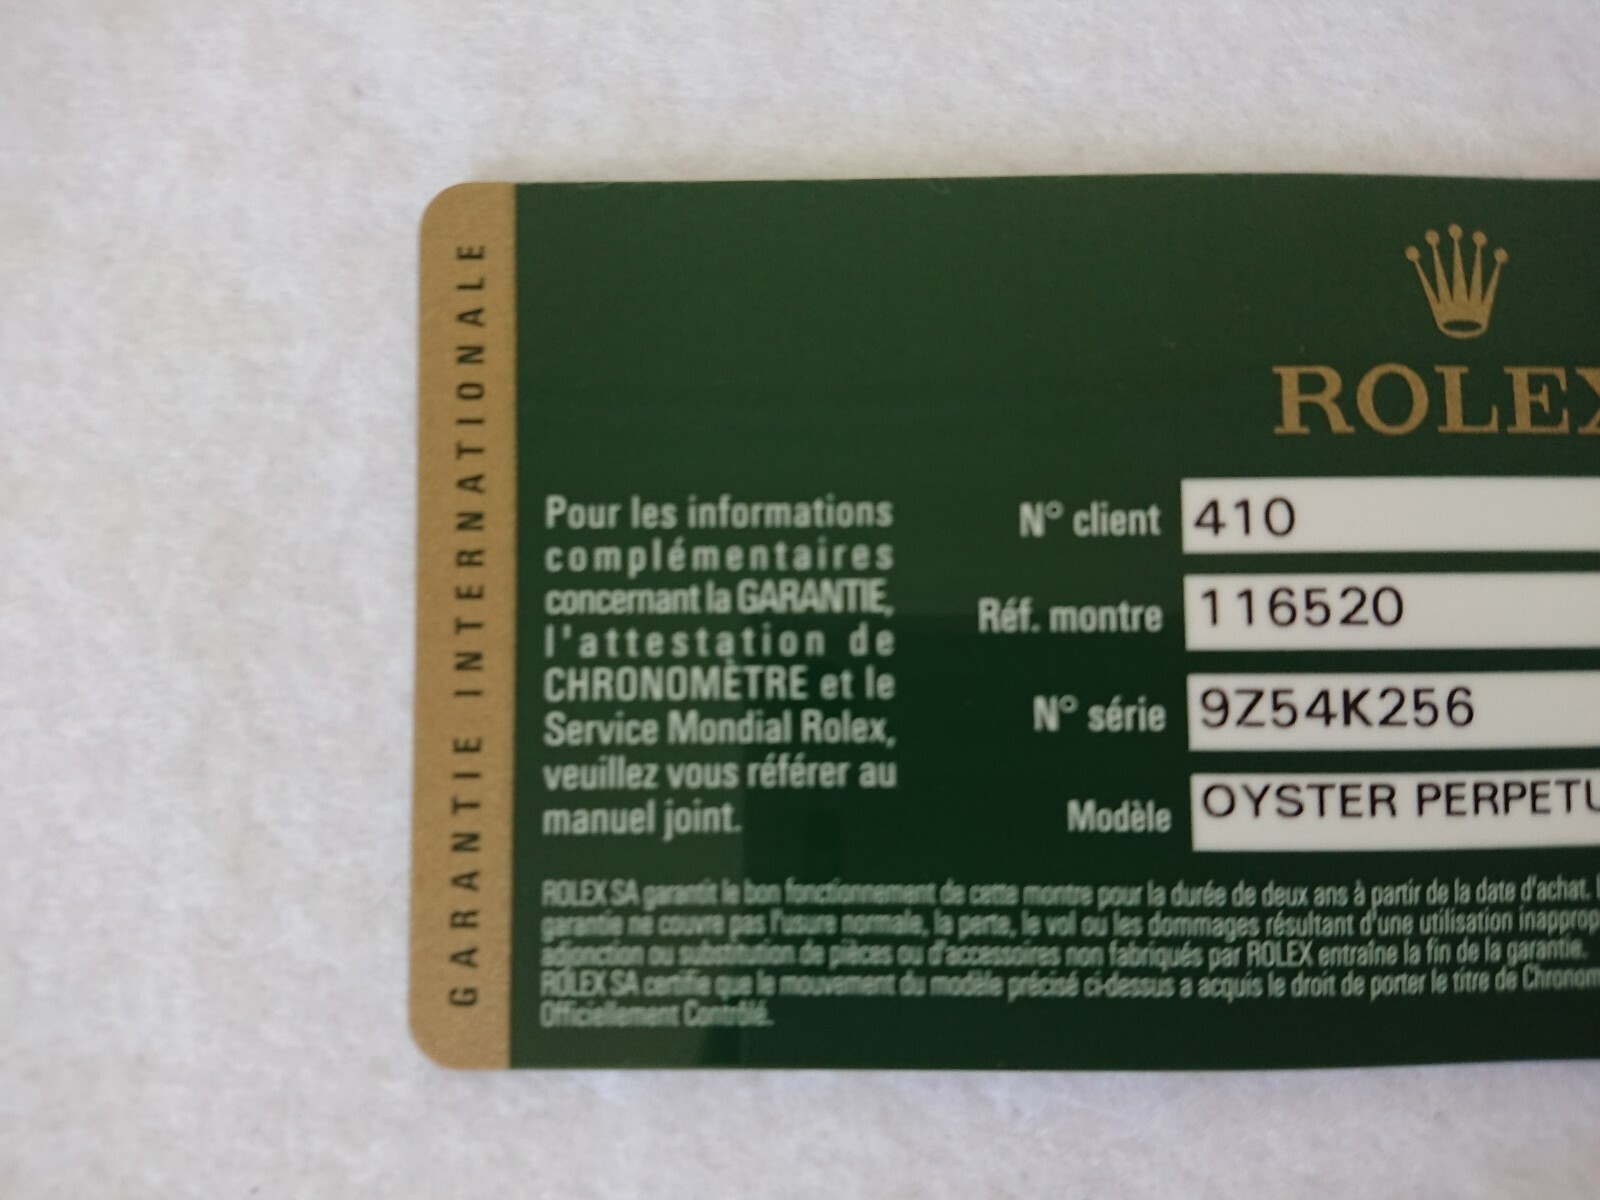 GARANTIE INTERNATIONALE
ROLEX
Pour les informations
complémentaires
concernant la GARANTIE,
l'attestation de
CHRONOMÈTRE et le
Service Mondial Rolex,
veuillez vous référer au
manuel joint.
N° client 410
Réf. montre 116520
N° série 9Z54K256
Modèle OYSTER PERPETU
ROLEX SA garantit le bon fonctionnement de cette montre pour la durée de deux ans à partir de la date d'achat.
garantie ne couvre pas l'usure normale, la perte, le vol ou les dommages résultant d'une utilisation inapprop
adjonction ou substitution de pièces ou d'accessoires non fabriqués par ROLEX entraîne la fin de la garantie.
ROLEX SA certifie que le mouvement du modèle précisé ci-dessus a acquis le droit de porter le titre de Chronom
Officiellement Contrôlé.